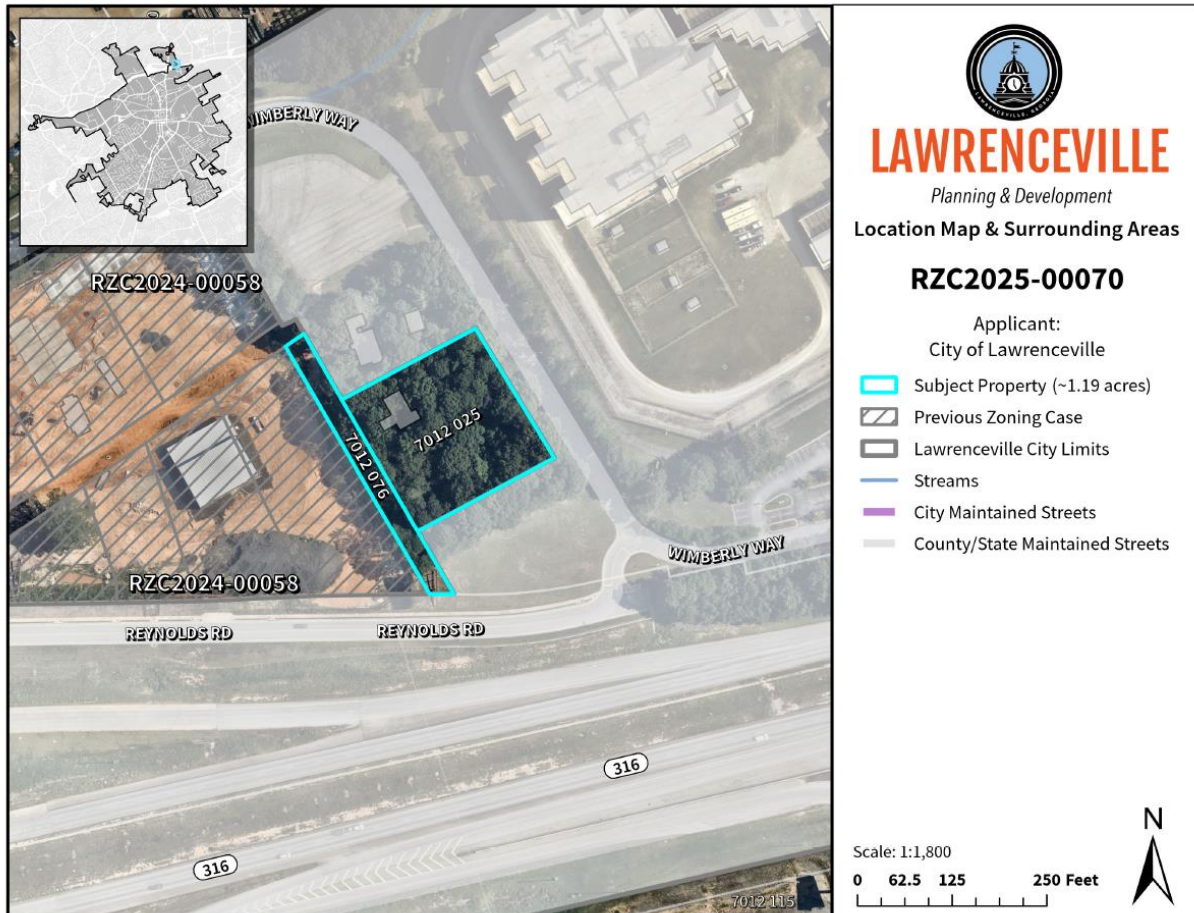 WIMBERLY WAY
RZC2024-00058
7012 025
7012 076
RZC2024-00058
WIMBERLY WAY
REYNOLDS RD
REYNOLDS RD
316
316
7012 115
LAWRENCEVILLE, GEORGIA
LAWRENCEVILLE
Planning & Development
Location Map & Surrounding Areas
RZC2025-00070
Applicant:
City of Lawrenceville
Subject Property (~1.19 acres)
Previous Zoning Case
Lawrenceville City Limits
Streams
City Maintained Streets
County/State Maintained Streets
N
Scale: 1:1,800
0 62.5 125 250 Feet